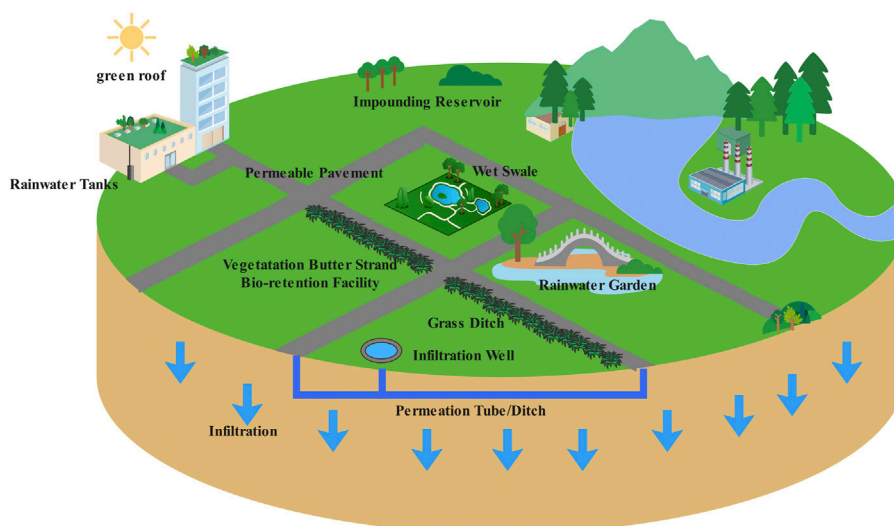 green roof
Impounding Reservoir
Rainwater Tanks
Permeable Pavement
Wet Swale
Vegetatation Butter Strand
Bio-retention Facility
Rainwater Garden
Grass Ditch
Infiltration Well
Permeation Tube/Ditch
Infiltration